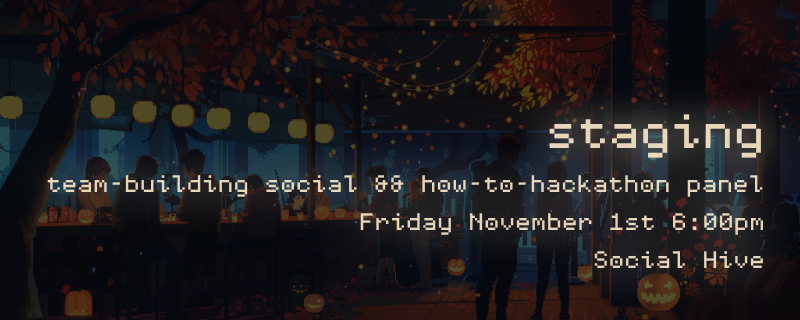 staging
team-building social && how-to-hackathon panel
Friday November 1st 6:00pm
Social Hive